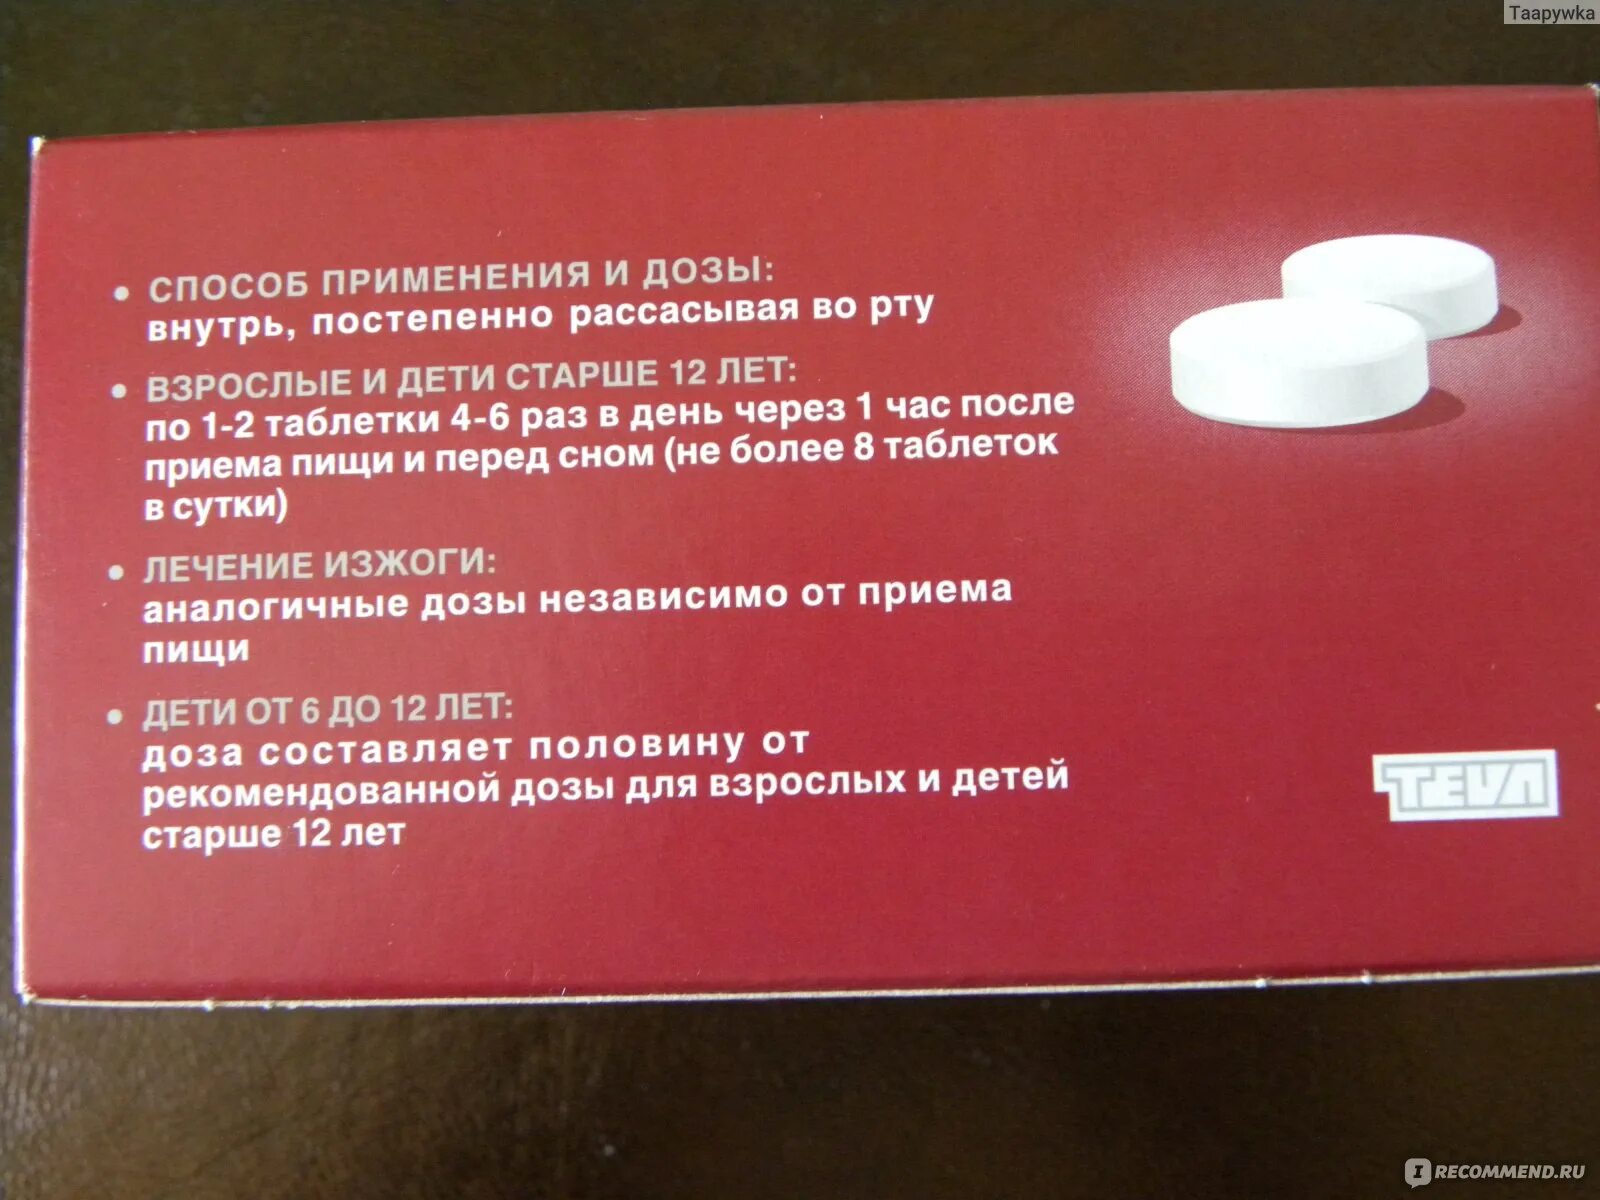 Таарywka
• СПОСОБ ПРИМЕНЕНИЯ И ДОЗЫ:
внутрь, постепенно рассасывая во рту
• ВЗРОСЛЫЕ И ДЕТИ СТАРШЕ 12 ЛЕТ:
по 1-2 таблетки 4-6 раз в день через 1 час после
приема пищи и перед сном (не более 8 таблеток
в сутки)
• ЛЕЧЕНИЕ ИЗЖОГИ:
аналогичные дозы независимо от приема
пищи
• ДЕТИ ОТ 6 ДО 12 ЛЕТ:
доза составляет половину от
рекомендованной дозы для взрослых и детей
старше 12 лет
TEVA
IRECOMMEND.RU